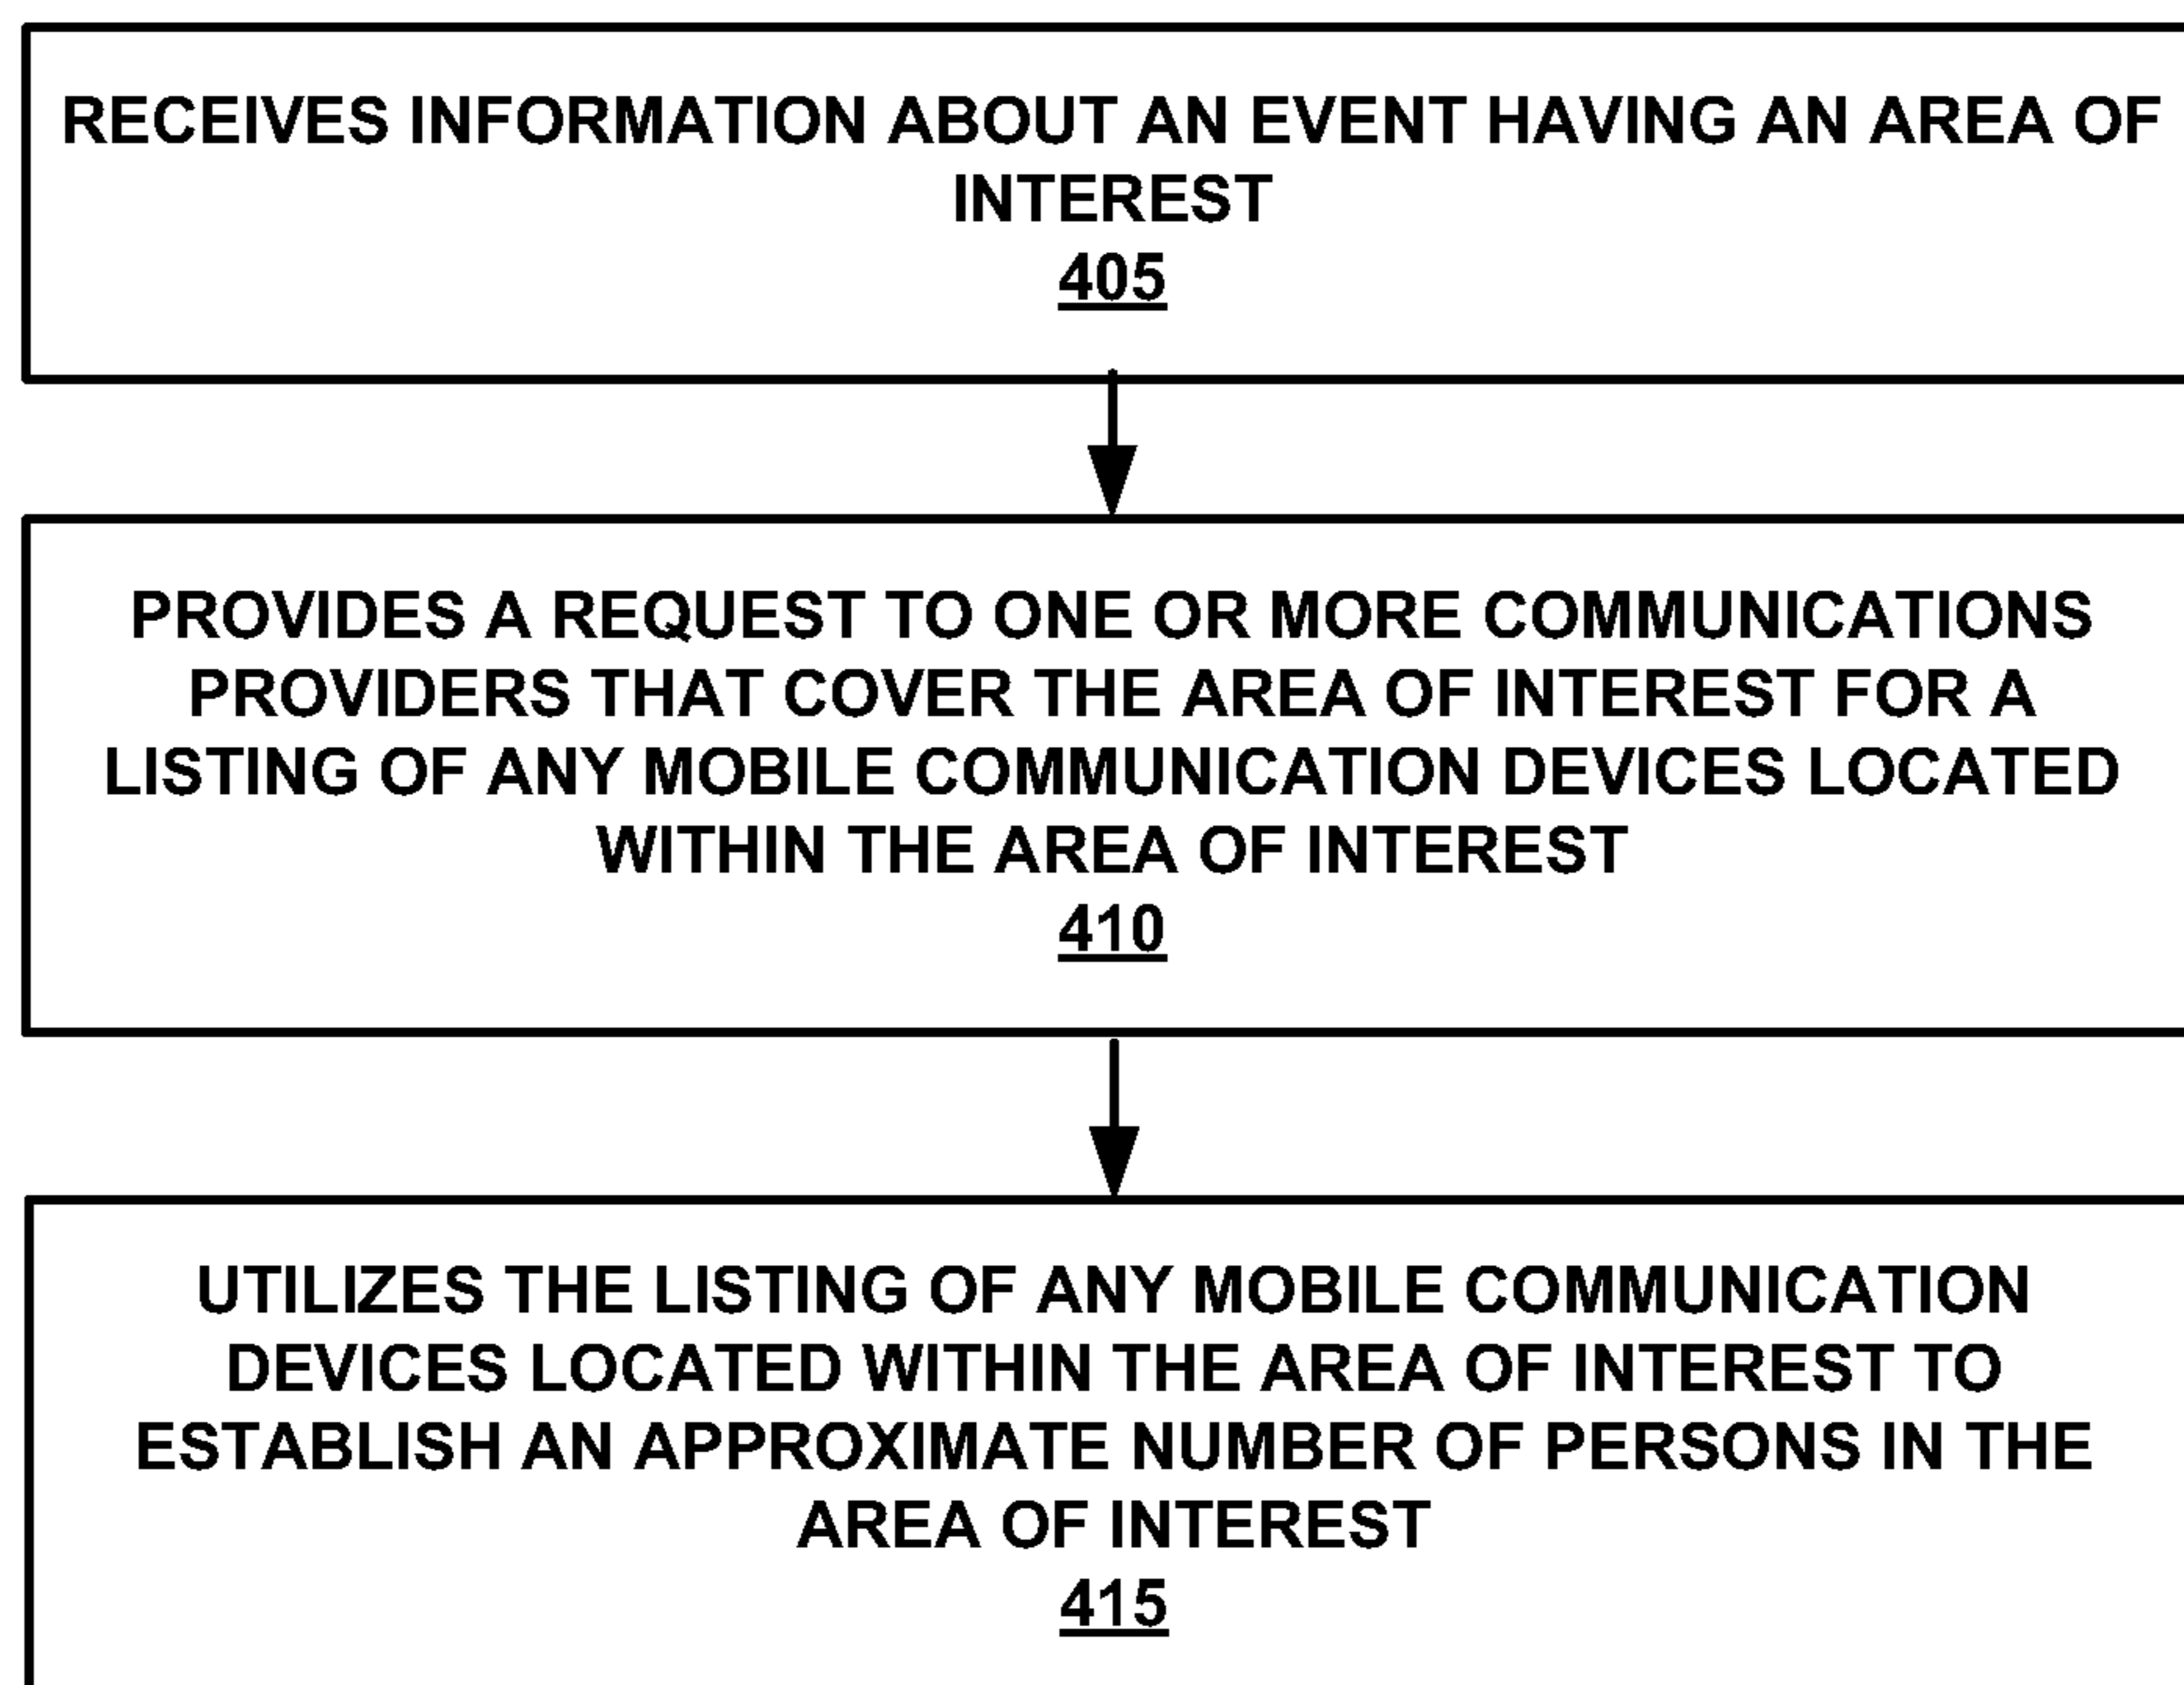 RECEIVES INFORMATION ABOUT AN EVENT HAVING AN AREA OF
INTEREST
405
PROVIDES A REQUEST TO ONE OR MORE COMMUNICATIONS
PROVIDERS THAT COVER THE AREA OF INTEREST FOR A
LISTING OF ANY MOBILE COMMUNICATION DEVICES LOCATED
WITHIN THE AREA OF INTEREST
410
UTILIZES THE LISTING OF ANY MOBILE COMMUNICATION
DEVICES LOCATED WITHIN THE AREA OF INTEREST TO
ESTABLISH AN APPROXIMATE NUMBER OF PERSONS IN THE
AREA OF INTEREST
415